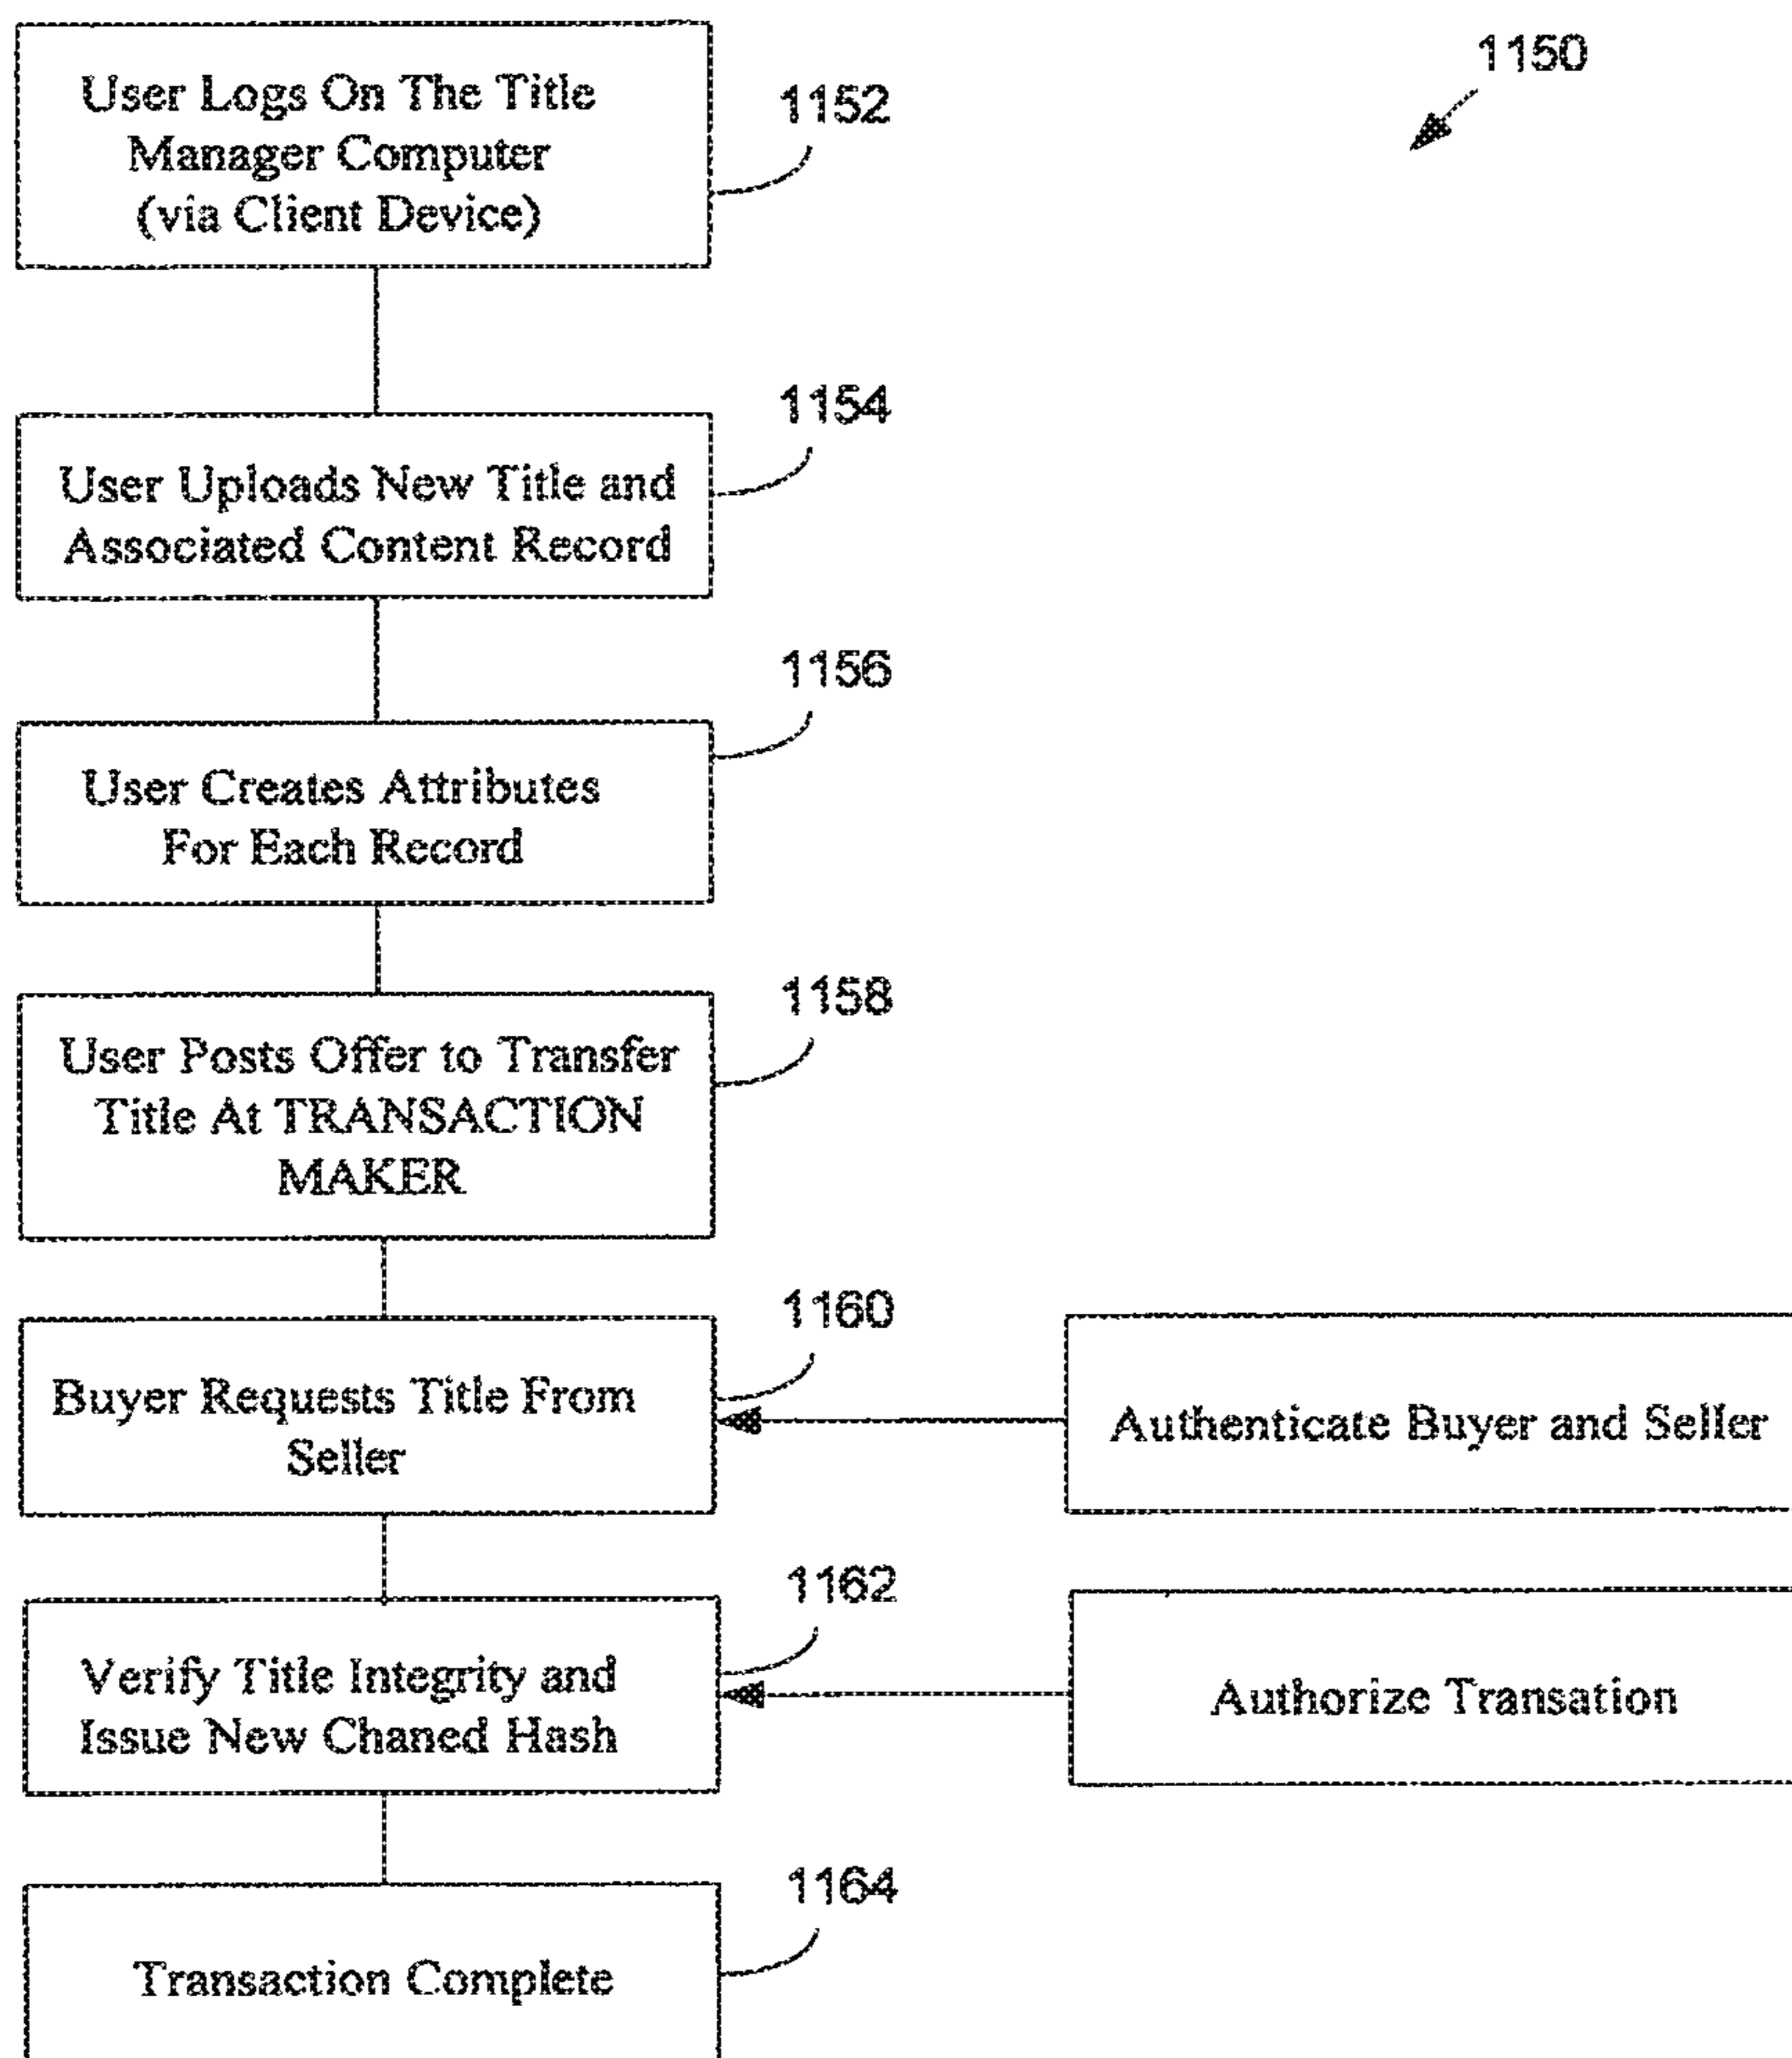 1150
User Logs On The Title
Manager Computer
(via Client Device)
1152
User Uploads New Title and
Associated Content Record
1154
User Creates Attributes
For Each Record
1156
User Posts Offer to Transfer
Title At TRANSACTION
MAKER
1158
Buyer Requests Title From
Seller
1160
Authenticate Buyer and Seller
Verify Title Integrity and
Issue New Chaned Hash
1162
Authorize Transation
Transaction Complete
1164